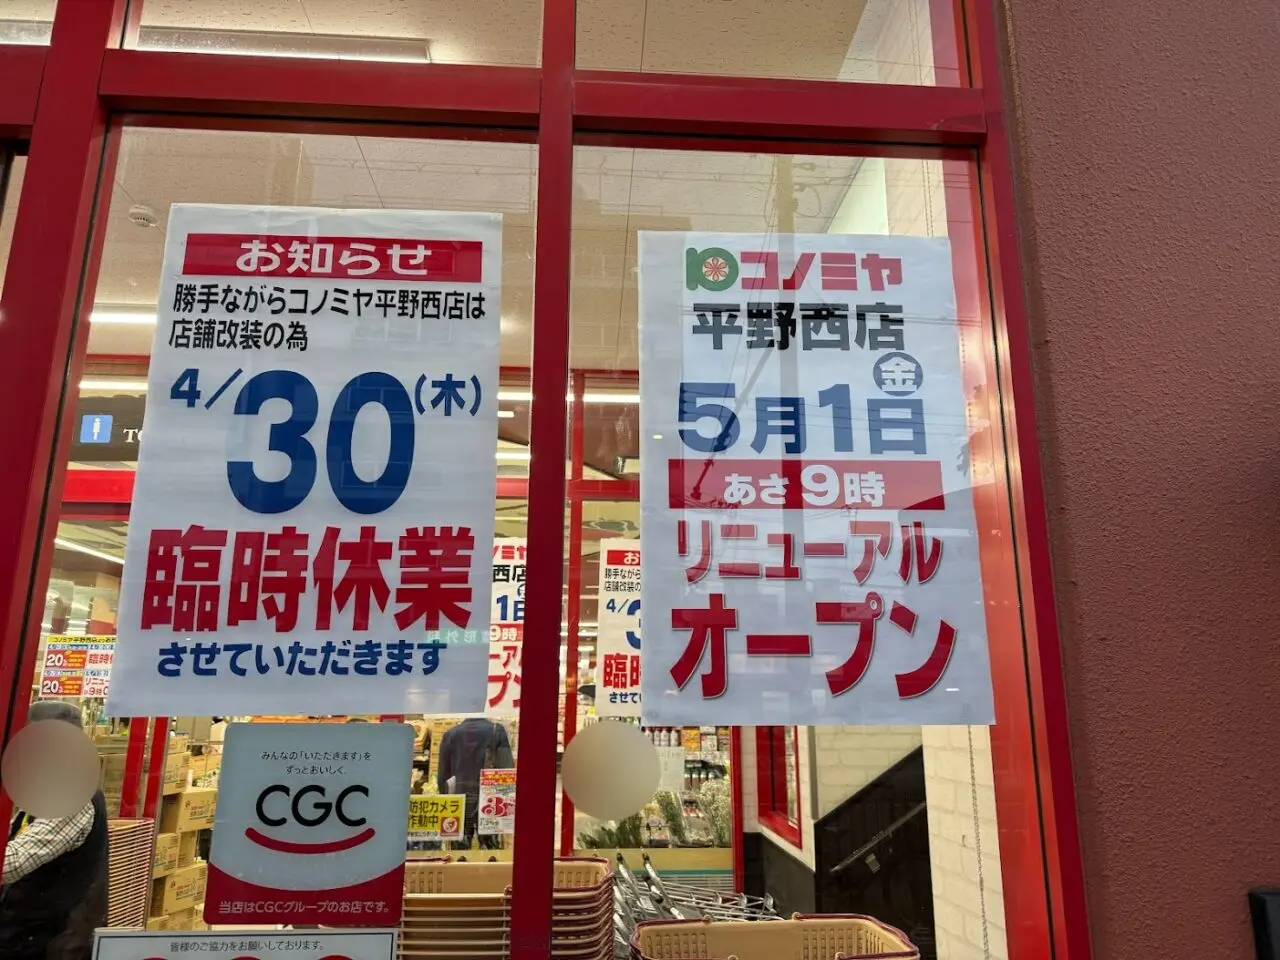 お知らせ
勝手ながらコノミヤ平野西店は
店舗改装の為
4/30(木)
臨時休業
させていただきます
コノミヤ
平野西店
5月1日㊎
あさ9時
リニューアル
オープン
みんなの「いただきます」を
ずっとおいしく。
CGC
当店はCGCグループのお店です。
皆様のご協力をお願いしております。
防犯カメラ
作動中